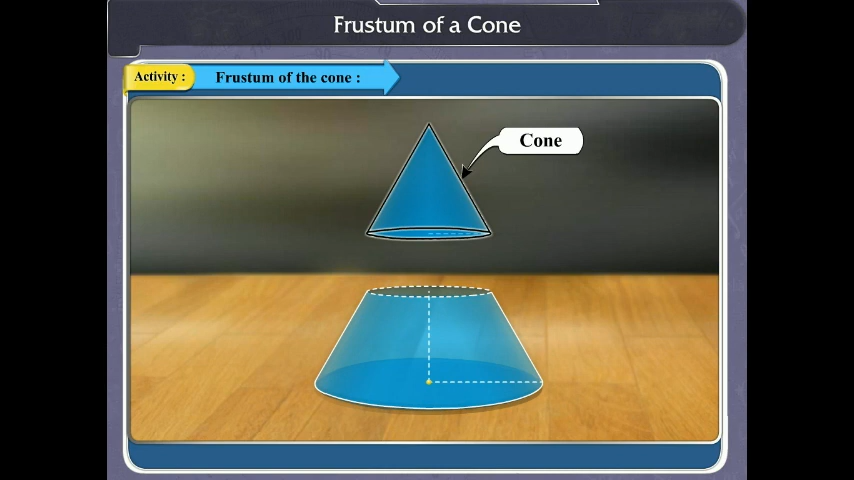 Frustum of a Cone
Activity :
Frustum of the cone :
Cone